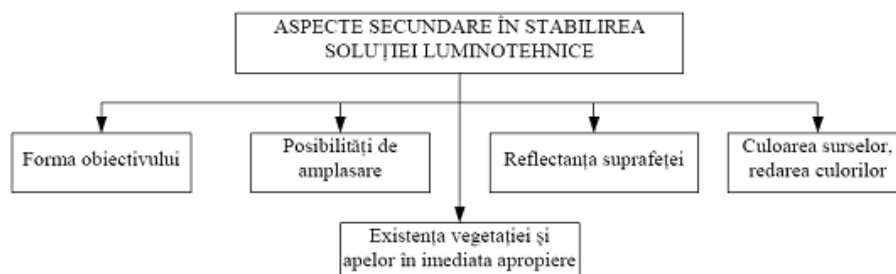 ASPECTE SECUNDARE ÎN STABILIREA
SOLUȚIEI LUMINOTEHNICE
Forma obiectivului
Posibilități de
amplasare
Reflectanța suprafeței
Culoarea surselor,
redarea culorilor
Existența vegetației și
apelor în imediata apropiere